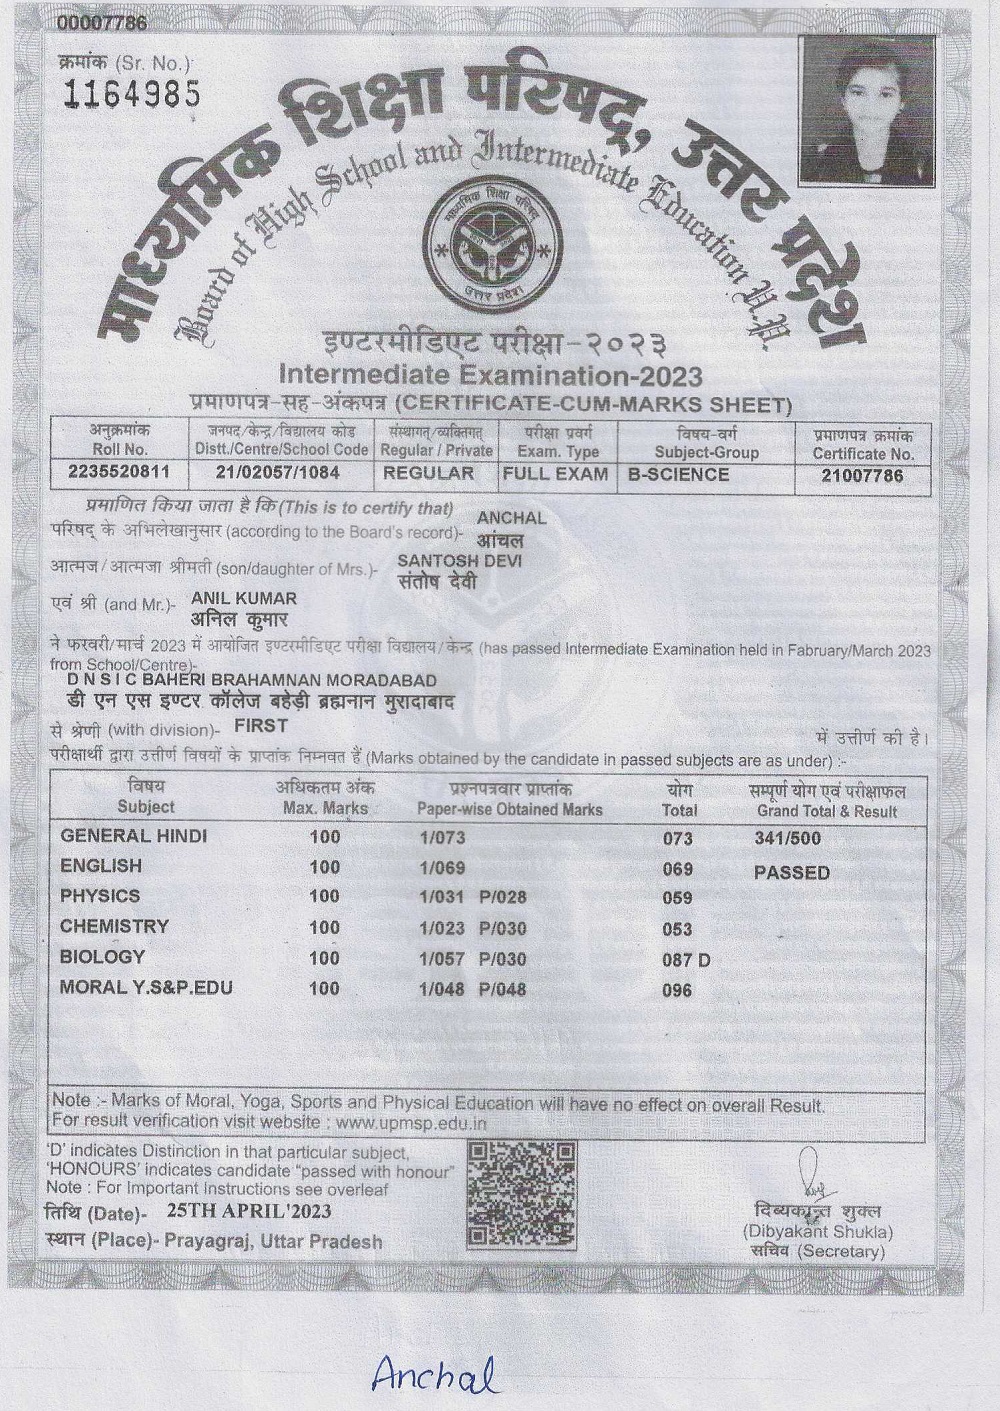 00007786
क्रमांक (Sr. No.)
1164985
माध्यमिक शिक्षा परिषद्, उत्तर प्रदेश
Board of High School and Intermediate Education U.P.
माध्यमिक शिक्षा परिषद
उत्तर प्रदेश
इण्टरमीडिएट परीक्षा-२०२३
Intermediate Examination-2023
प्रमाणपत्र-सह-अंकपत्र (CERTIFICATE-CUM-MARKS SHEET)
अनुक्रमांक जनपद/केन्द्र/विद्यालय कोड संस्थागत्/व्यक्तिगत् परीक्षा प्रवर्ग विषय-वर्ग प्रमाणपत्र क्रमांक
Roll No. Distt./Centre/School Code Regular / Private Exam. Type Subject-Group Certificate No.
2235520811 21/02057/1084 REGULAR FULL EXAM B-SCIENCE 21007786
प्रमाणित किया जाता है कि (This is to certify that) ANCHAL
परिषद् के अभिलेखानुसार (according to the Board's record)- आंचल
आत्मज/आत्मजा श्रीमती (son/daughter of Mrs.)- SANTOSH DEVI
संतोष देवी
एवं श्री (and Mr.)- ANIL KUMAR
अनिल कुमार
ने फरवरी/मार्च 2023 में आयोजित इण्टरमीडिएट परीक्षा विद्यालय/केन्द्र (has passed Intermediate Examination held in Fabruary/March 2023
from School/Centre)-
D N S I C BAHERI BRAHAMNAN MORADABAD
डी एन एस इण्टर कॉलेज बहेड़ी ब्रह्मनान मुरादाबाद
से श्रेणी (with division)- FIRST में उत्तीर्ण की है।
परीक्षार्थी द्वारा उत्तीर्ण विषयों के प्राप्तांक निम्नवत हैं (Marks obtained by the candidate in passed subjects are as under) :-
विषय अधिकतम अंक प्रश्नपत्रवार प्राप्तांक योग सम्पूर्ण योग एवं परीक्षाफल
Subject Max. Marks Paper-wise Obtained Marks Total Grand Total & Result
GENERAL HINDI 100 1/073 073 341/500
ENGLISH 100 1/069 069 PASSED
PHYSICS 100 1/031 P/028 059
CHEMISTRY 100 1/023 P/030 053
BIOLOGY 100 1/057 P/030 087 D
MORAL Y.S&P.EDU 100 1/048 P/048 096
Note :- Marks of Moral, Yoga, Sports and Physical Education will have no effect on overall Result.
For result verification visit website : www.upmsp.edu.in
'D' indicates Distinction in that particular subject,
'HONOURS' indicates candidate "passed with honour"
Note : For Important Instructions see overleaf
तिथि (Date)- 25TH APRIL'2023
स्थान (Place)- Prayagraj, Uttar Pradesh
दिब्यकान्त शुक्ल
(Dibyakant Shukla)
सचिव (Secretary)
Anchal